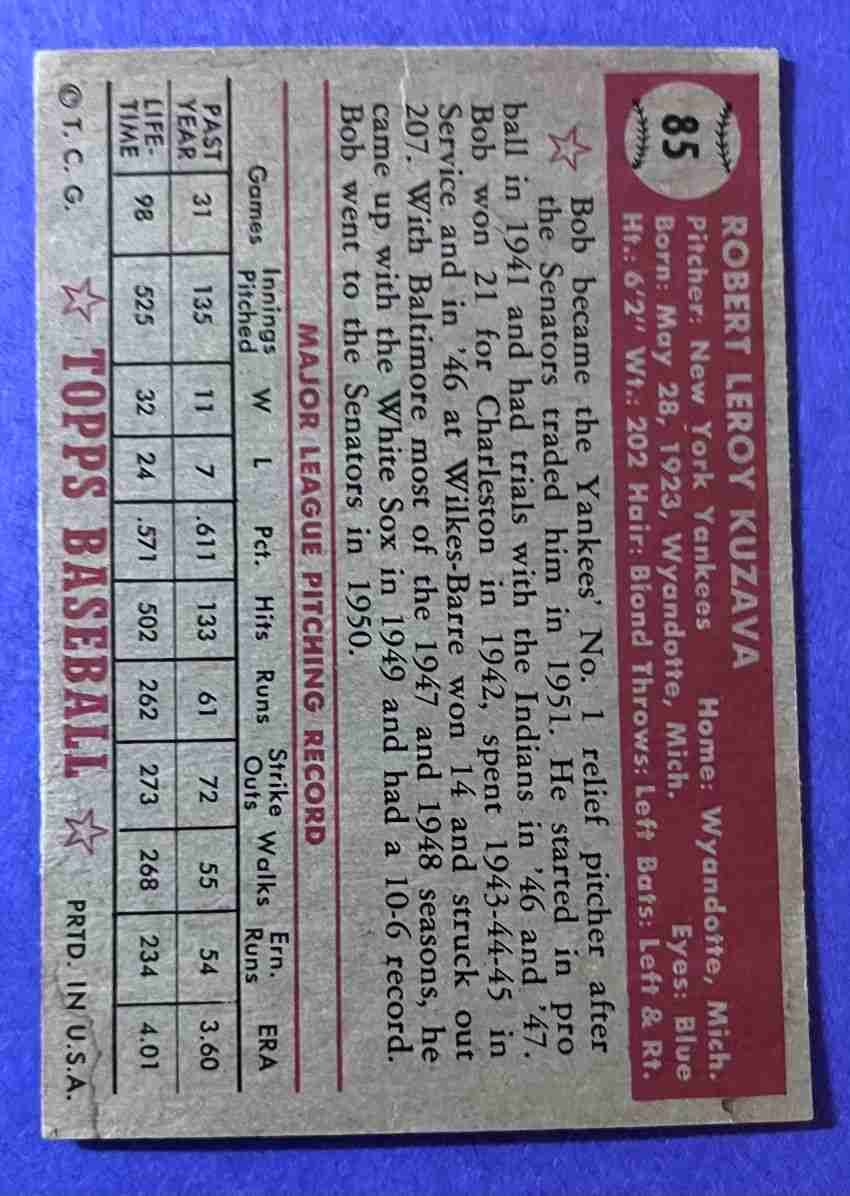 85
ROBERT LEROY KUZAVA
Pitcher: New York Yankees Home: Wyandotte, Mich.
Born: May 28, 1923, Wyandotte, Mich. Eyes: Blue
Ht.: 6'2" Wt.: 202 Hair: Blond Throws: Left Bats: Left & Rt.
Bob became the Yankees' No. 1 relief pitcher after
the Senators traded him in 1951. He started in pro
ball in 1941 and had trials with the Indians in '46 and '47.
Bob won 21 for Charleston in 1942, spent 1943-44-45 in
Service and in '46 at Wilkes-Barre won 14 and struck out
207. With Baltimore most of the 1947 and 1948 seasons, he
came up with the White Sox in 1949 and had a 10-6 record.
Bob went to the Senators in 1950.
MAJOR LEAGUE PITCHING RECORD
Games Innings Pitched W L Pct. Hits Runs Strike Outs Walks Ern. Runs ERA
PAST YEAR 31 135 11 7 .611 133 61 72 55 54 3.60
LIFE-TIME 98 525 32 24 .571 502 262 273 268 234 4.01
© T. C. G. TOPPS BASEBALL PRTD. IN U.S.A.